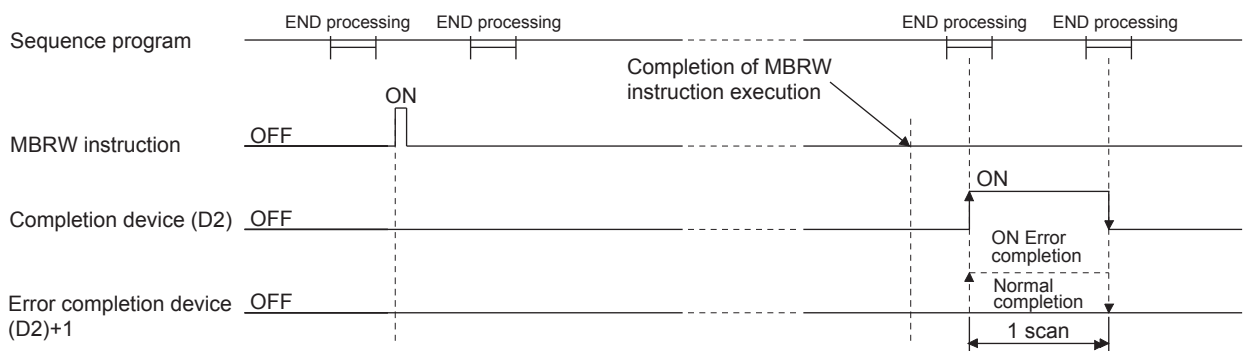 END processing END processing END processing END processing
Sequence program
Completion of MBRW
instruction execution
ON
MBRW instruction OFF
ON
Completion device (D2) OFF
ON Error
completion
Normal
completion
Error completion device OFF
(D2)+1
1 scan